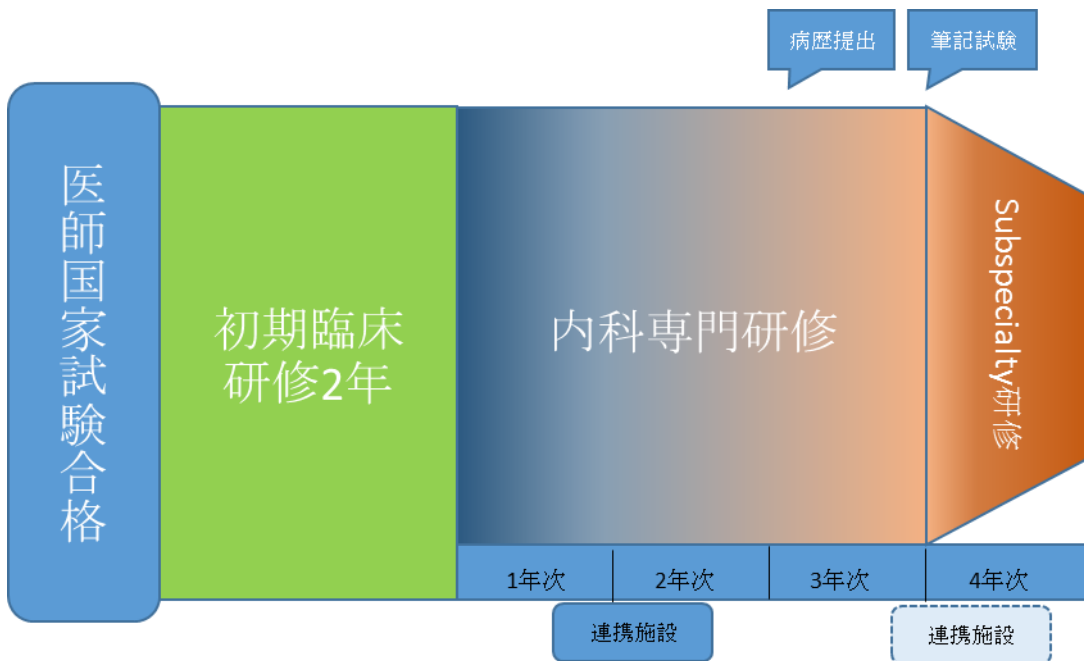 病歴提出
筆記試験
医師国家試験合格
初期臨床
研修2年
内科専門研修
Subspecialty研修
1年次
2年次
3年次
4年次
連携施設
連携施設